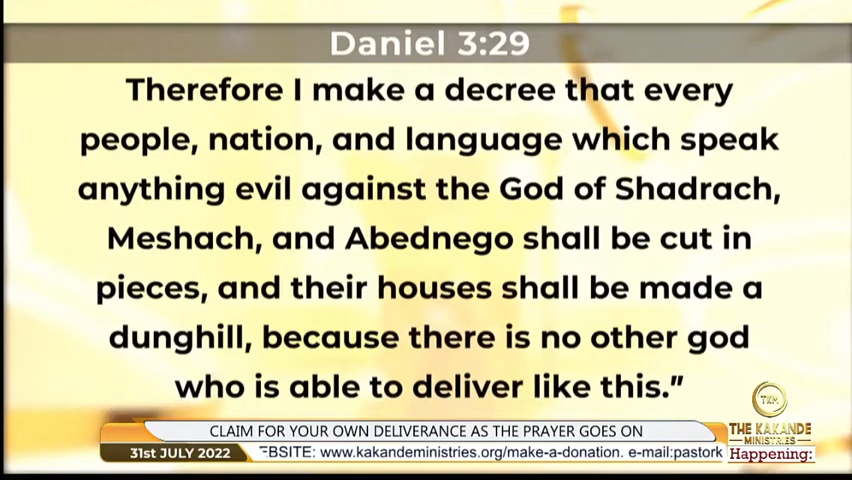 Daniel 3:29
Therefore I make a decree that every
people, nation, and language which speak
anything evil against the God of Shadrach,
Meshach, and Abednego shall be cut in
pieces, and their houses shall be made a
dunghill, because there is no other god
who is able to deliver like this.”
TKM
THE KAKANDE
MINISTRIES
Happening:
CLAIM FOR YOUR OWN DELIVERANCE AS THE PRAYER GOES ON
31st JULY 2022
EBSITE: www.kakandeministries.org/make-a-donation. e-mail:pastork